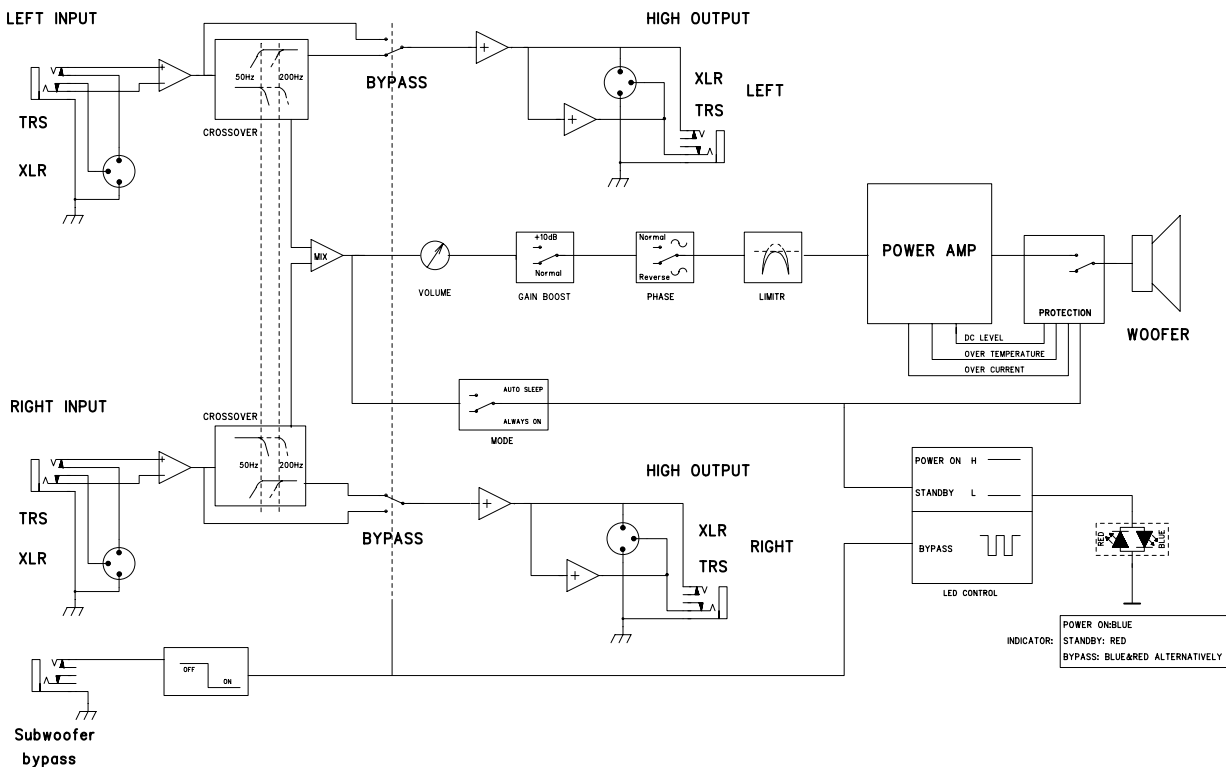 LEFT INPUT
TRS
XLR
50Hz
200Hz
CROSSOVER
BYPASS
HIGH OUTPUT
XLR
LEFT
TRS
MIX
VOLUME
+10dB
Normal
GAIN BOOST
Normal
Reverse
PHASE
LIMITR
POWER AMP
PROTECTION
DC LEVEL
OVER TEMPERATURE
OVER CURRENT
WOOFER
AUTO SLEEP
ALWAYS ON
MODE
RIGHT INPUT
CROSSOVER
50Hz
200Hz
TRS
XLR
BYPASS
HIGH OUTPUT
XLR
RIGHT
TRS
POWER ON H
STANDBY L
BYPASS
LED CONTROL
RED
BLUE
INDICATOR:
POWER ON:BLUE
STANDBY: RED
BYPASS: BLUE&RED ALTERNATIVELY
OFF
ON
Subwoofer
bypass
+
−
+
+
+
−
+
+